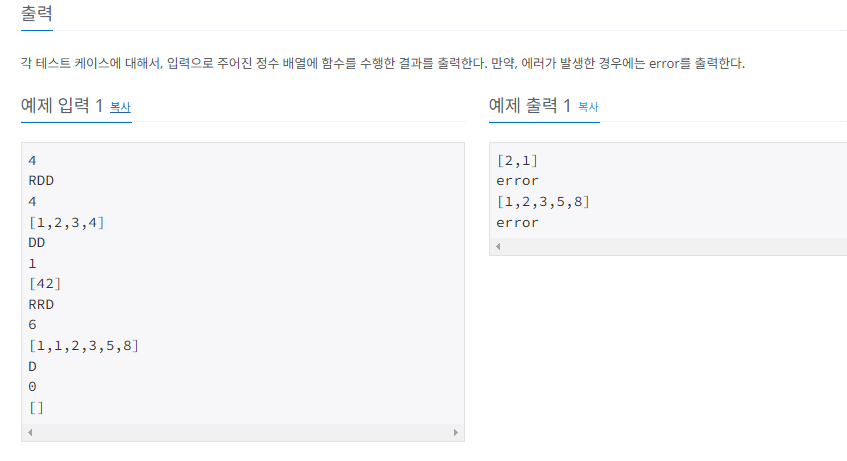 출력
각 테스트 케이스에 대해서, 입력으로 주어진 정수 배열에 함수를 수행한 결과를 출력한다. 만약, 에러가 발생한 경우에는 error를 출력한다.
예제 입력 1 복사
4
RDD
4
[1,2,3,4]
DD
1
[42]
RRD
6
[1,1,2,3,5,8]
D
0
[]
예제 출력 1 복사
[2,1]
error
[1,2,3,5,8]
error